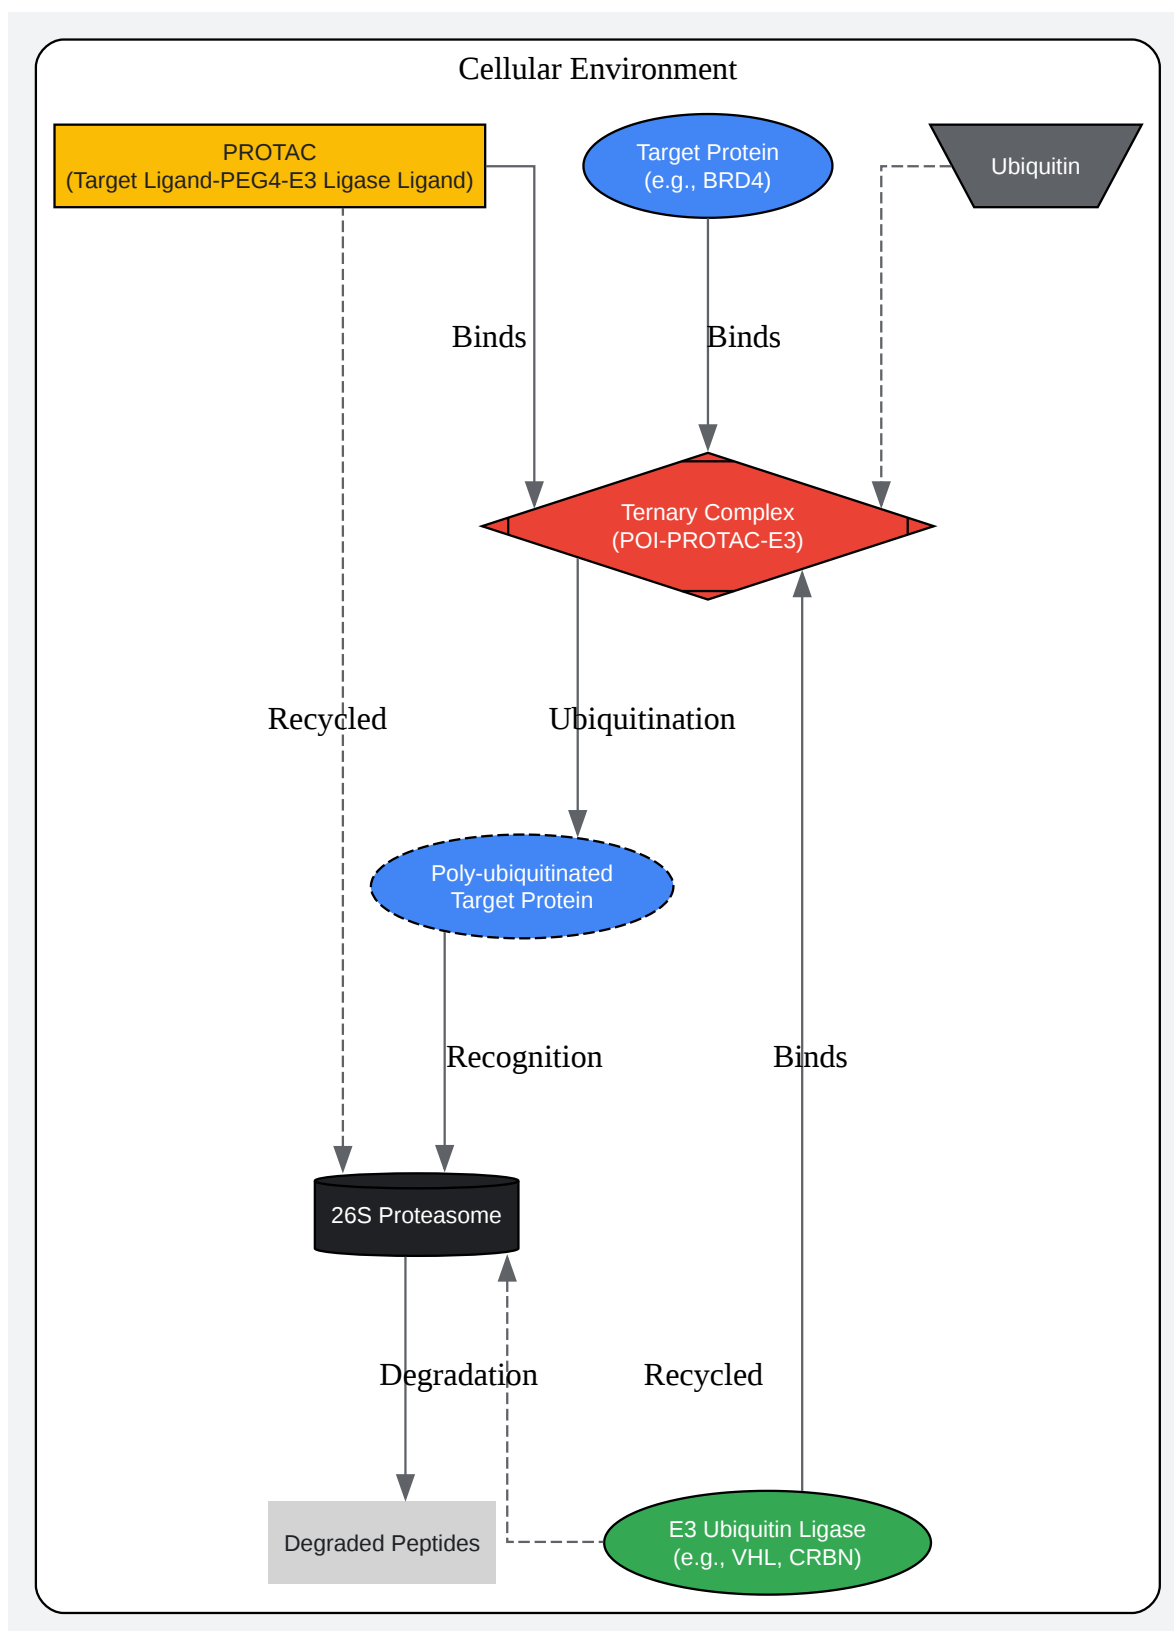 Cellular Environment
PROTAC
(Target Ligand-PEG4-E3 Ligase Ligand)
Target Protein
(e.g., BRD4)
Ubiquitin
Binds
Binds
Ternary Complex
(POI-PROTAC-E3)
Recycled
Ubiquitination
Poly-ubiquitinated
Target Protein
Recognition
Binds
26S Proteasome
Degradation
Recycled
Degraded Peptides
E3 Ubiquitin Ligase
(e.g., VHL, CRBN)